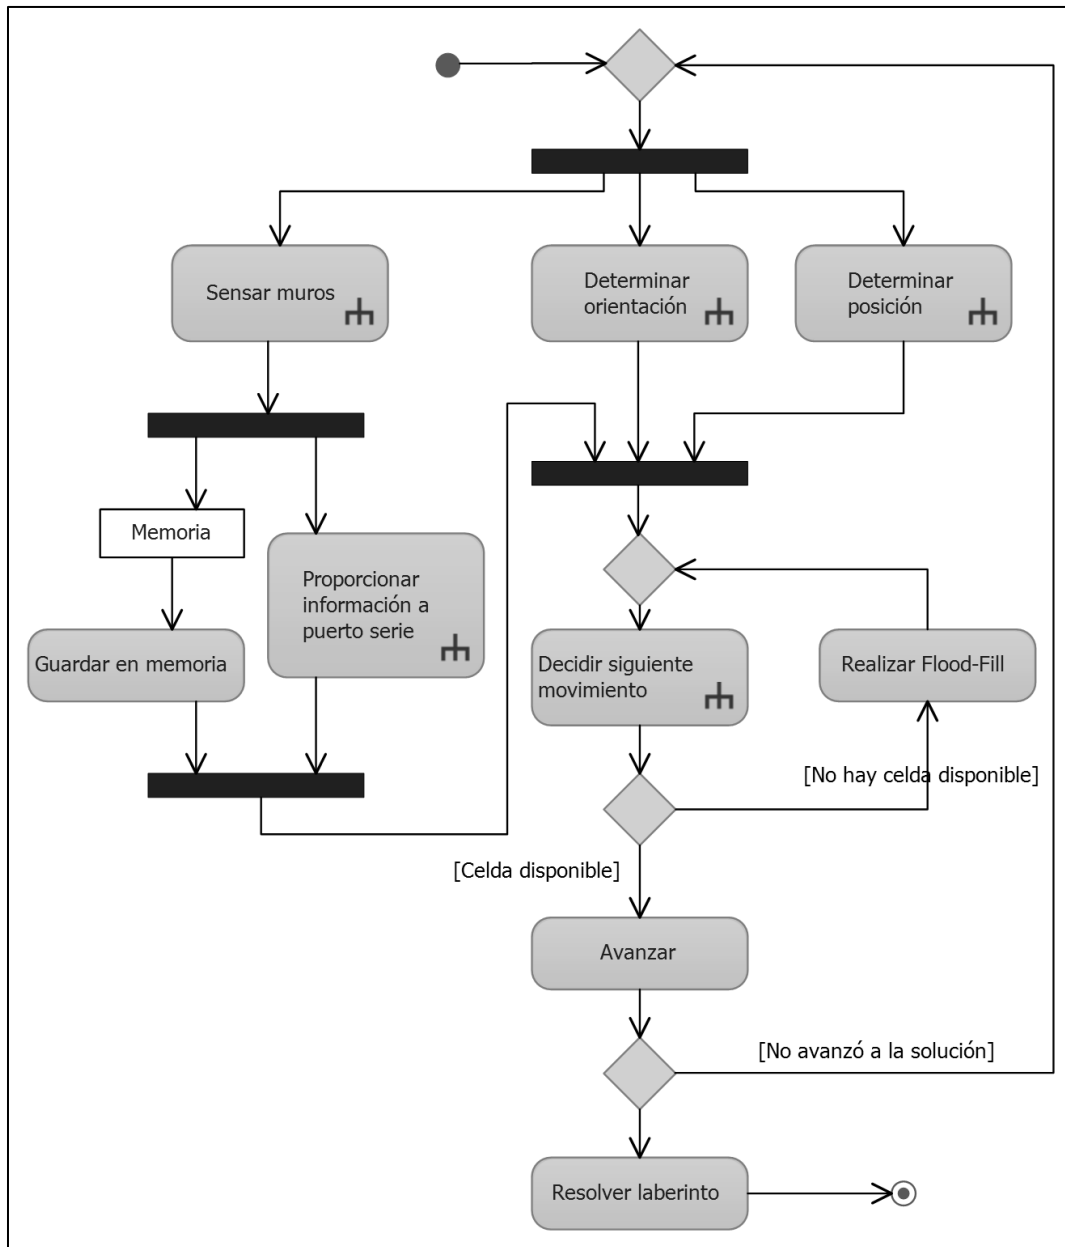 Sensar muros
Determinar
orientación
Determinar
posición
Memoria
Proporcionar
información a
puerto serie
Guardar en memoria
Decidir siguiente
movimiento
Realizar Flood-Fill
[No hay celda disponible]
[Celda disponible]
Avanzar
[No avanzó a la solución]
Resolver laberinto